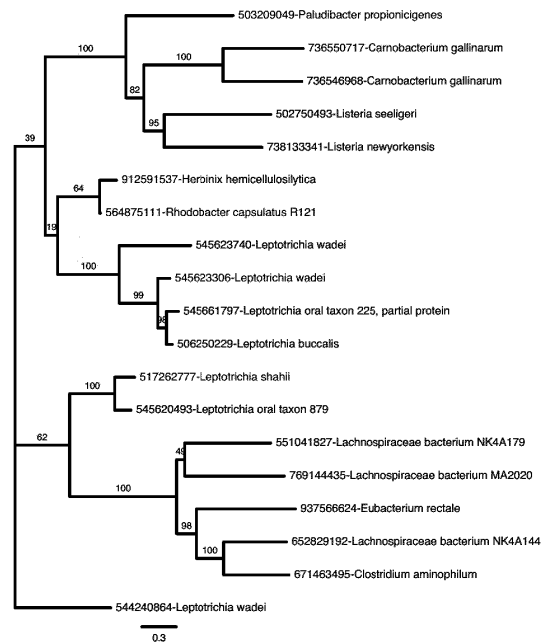 503209049-Paludibacter propionicigenes
100
736550717-Carnobacterium gallinarum
100
736546968-Carnobacterium gallinarum
82
502750493-Listeria seeligeri
95
738133341-Listeria newyorkensis
39
912591537-Herbinix hemicellulosilytica
64
564875111-Rhodobacter capsulatus R121
19
545623740-Leptotrichia wadei
100
545623306-Leptotrichia wadei
99
545661797-Leptotrichia oral taxon 225, partial protein
98
506250229-Leptotrichia buccalis
517262777-Leptotrichia shahii
100
545620493-Leptotrichia oral taxon 879
62
551041827-Lachnospiraceae bacterium NK4A179
49
769144435-Lachnospiraceae bacterium MA2020
100
937566624-Eubacterium rectale
98
652829192-Lachnospiraceae bacterium NK4A144
100
671463495-Clostridium aminophilum
544240864-Leptotrichia wadei
0.3